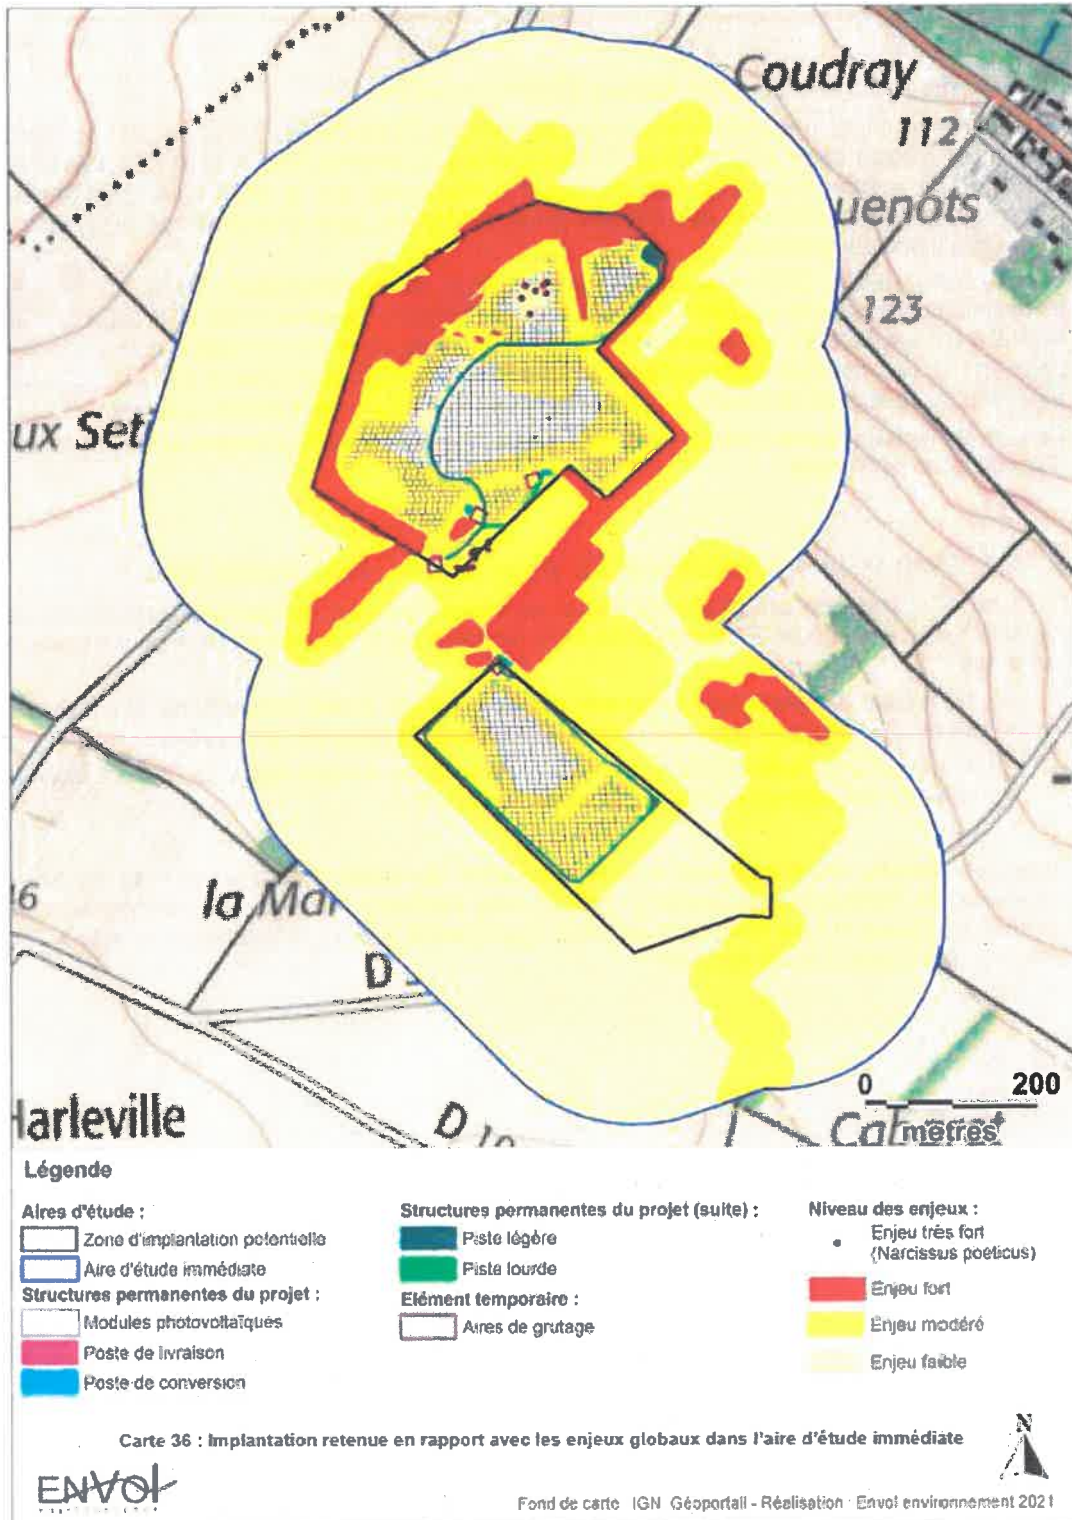 Coudray
112
uenots
123
ux Set
la Mar
D
0 200
mètres
Harleville
D
Légende
Aires d'étude :
Zone d'implantation potentielle
Aire d'étude immédiate
Structures permanentes du projet :
Modules photovoltaïques
Poste de livraison
Poste de conversion
Structures permanentes du projet (suite) :
Piste légère
Piste lourde
Elément temporaire :
Aires de grutage
Niveau des enjeux :
Enjeu très fort
(Narcissus poeticus)
Enjeu fort
Enjeu modéré
Enjeu faible
N
Carte 36 : Implantation retenue en rapport avec les enjeux globaux dans l'aire d'étude immédiate
ENVOL
Fond de carte IGN Géoportail - Réalisation : Envol environnement 2021